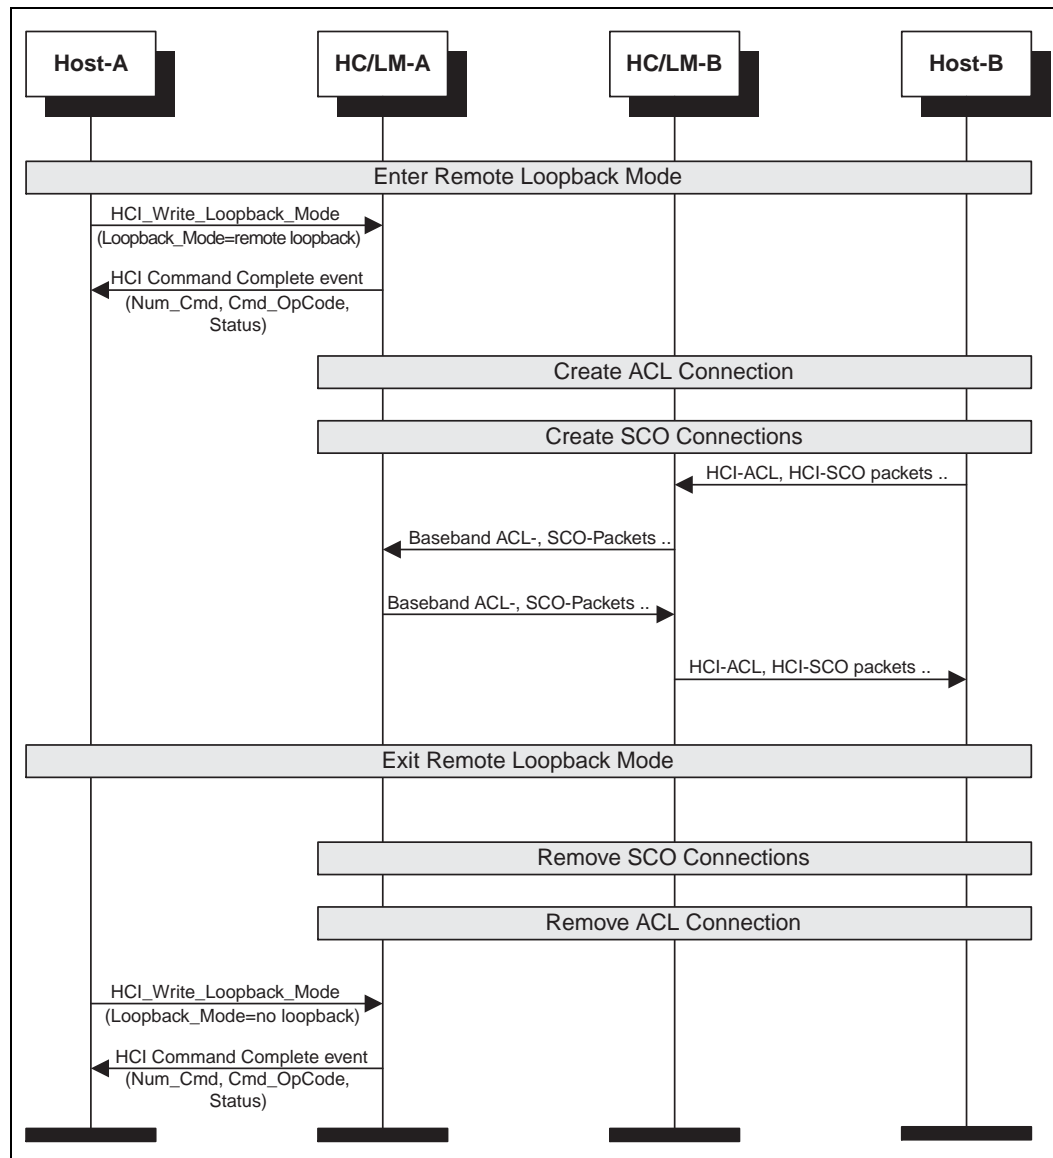 Host-A
HC/LM-A
HC/LM-B
Host-B
Enter Remote Loopback Mode
HCI_Write_Loopback_Mode
(Loopback_Mode=remote loopback)
HCI Command Complete event
(Num_Cmd, Cmd_OpCode,
Status)
Create ACL Connection
Create SCO Connections
HCI-ACL, HCI-SCO packets ..
Baseband ACL-, SCO-Packets ..
Baseband ACL-, SCO-Packets ..
HCI-ACL, HCI-SCO packets ..
Exit Remote Loopback Mode
Remove SCO Connections
Remove ACL Connection
HCI_Write_Loopback_Mode
(Loopback_Mode=no loopback)
HCI Command Complete event
(Num_Cmd, Cmd_OpCode,
Status)